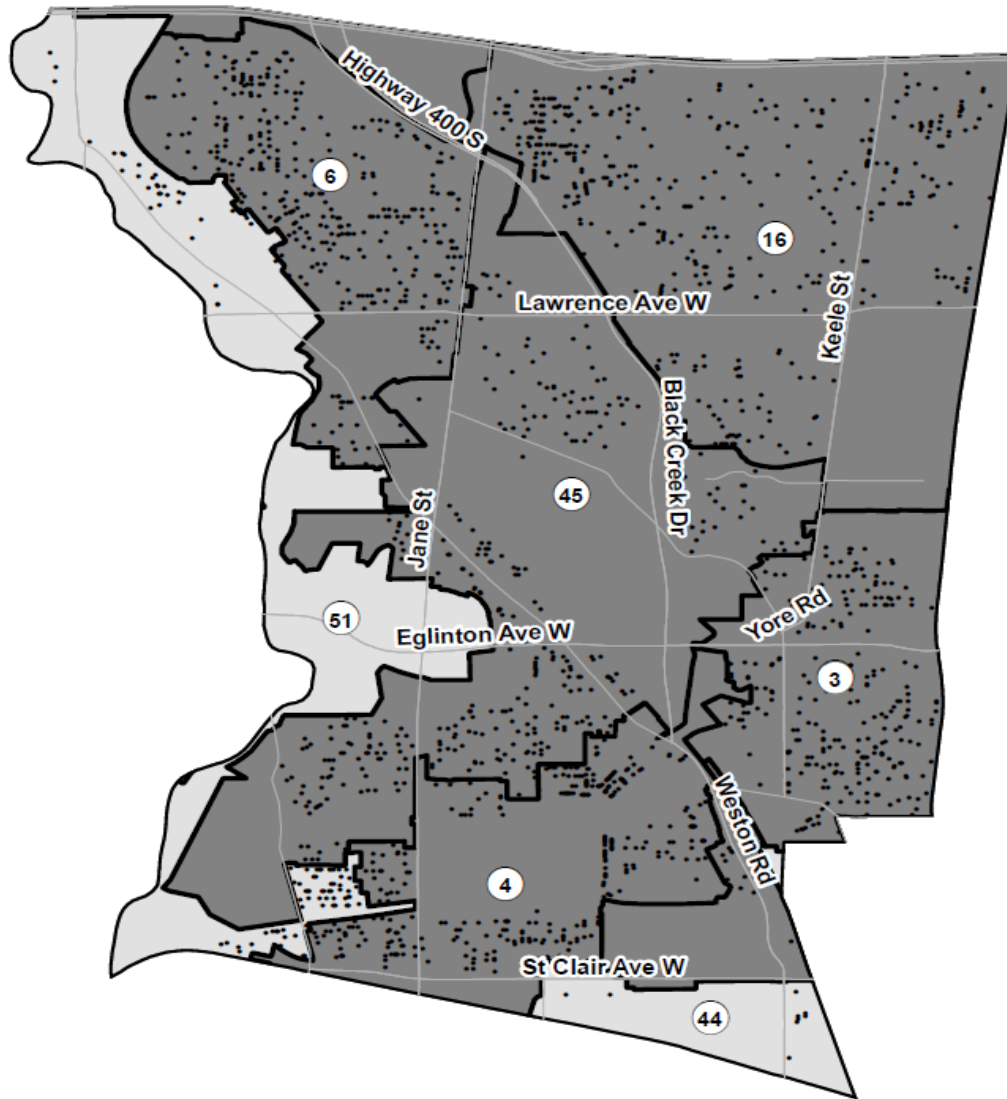 Highway 400 S
6
16
Lawrence Ave W
Keele St
Black Creek Dr
45
Jane St
51
Eglinton Ave W
Yore Rd
3
Weston Rd
4
St Clair Ave W
44